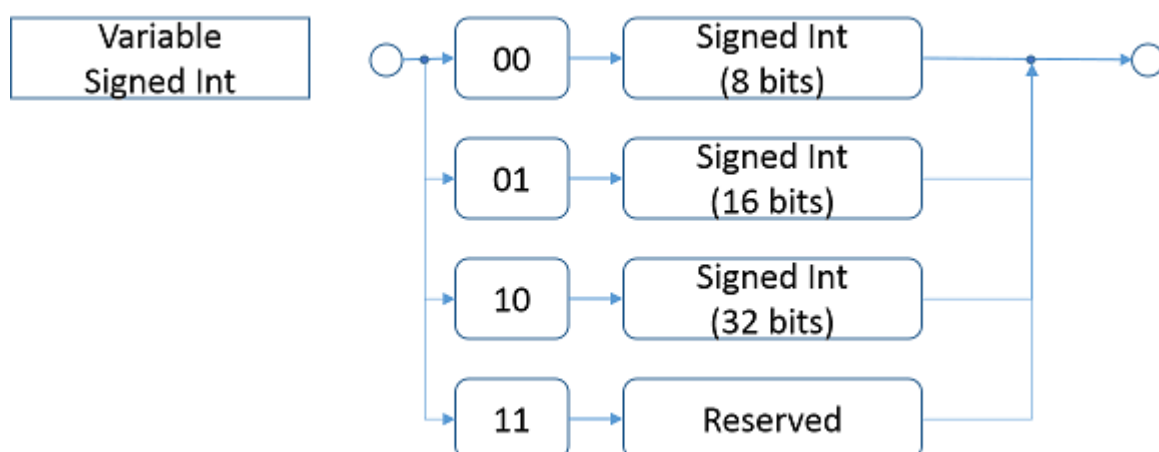 Variable
Signed Int
00
Signed Int
(8 bits)
01
Signed Int
(16 bits)
10
Signed Int
(32 bits)
11
Reserved